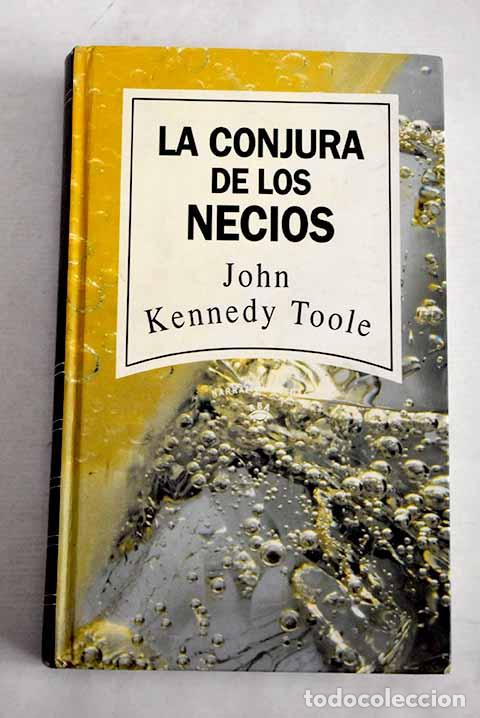 LA CONJURA
DE LOS
NECIOS
John
Kennedy Toole
todocoleccion